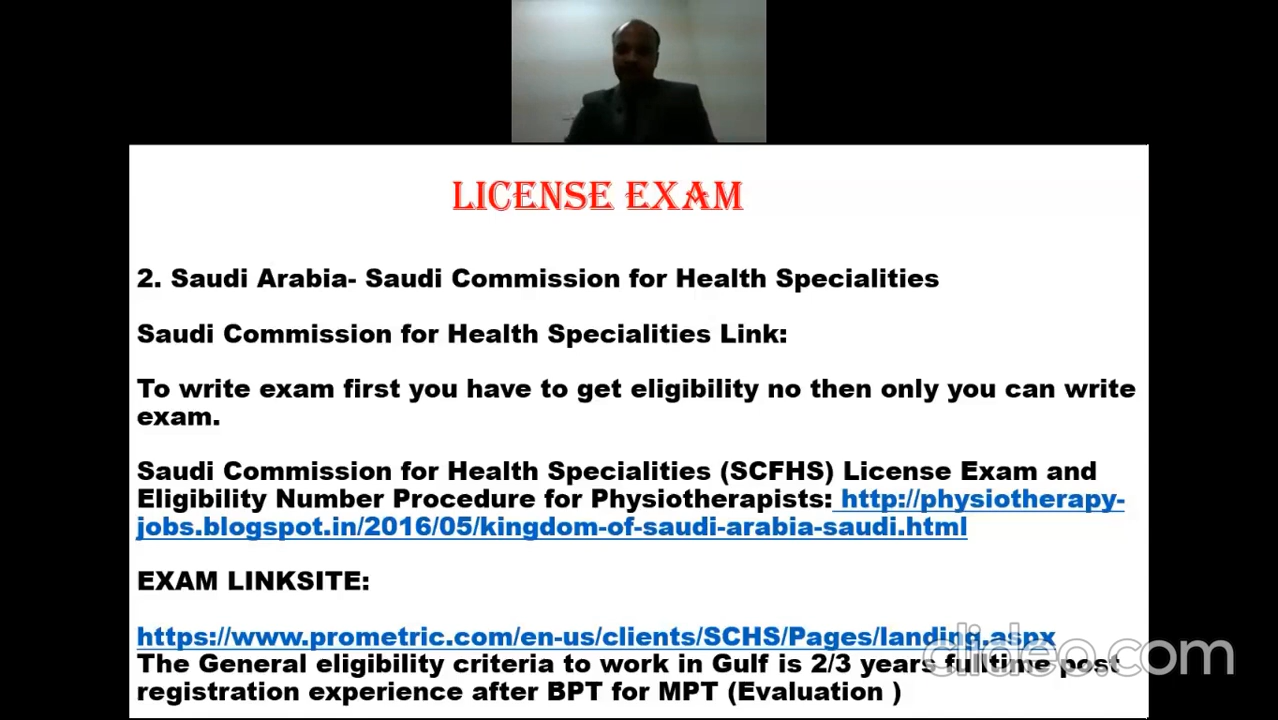 LICENSE EXAM
2. Saudi Arabia- Saudi Commission for Health Specialities
Saudi Commission for Health Specialities Link:
To write exam first you have to get eligibility no then only you can write
exam.
Saudi Commission for Health Specialities (SCFHS) License Exam and
Eligibility Number Procedure for Physiotherapists: http://physiotherapy-
jobs.blogspot.in/2016/05/kingdom-of-saudi-arabia-saudi.html
EXAM LINKSITE:
https://www.prometric.com/en-us/clients/SCHS/Pages/landing.aspx
The General eligibility criteria to work in Gulf is 2/3 years fulltime post
registration experience after BPT for MPT (Evaluation )
clideo.com